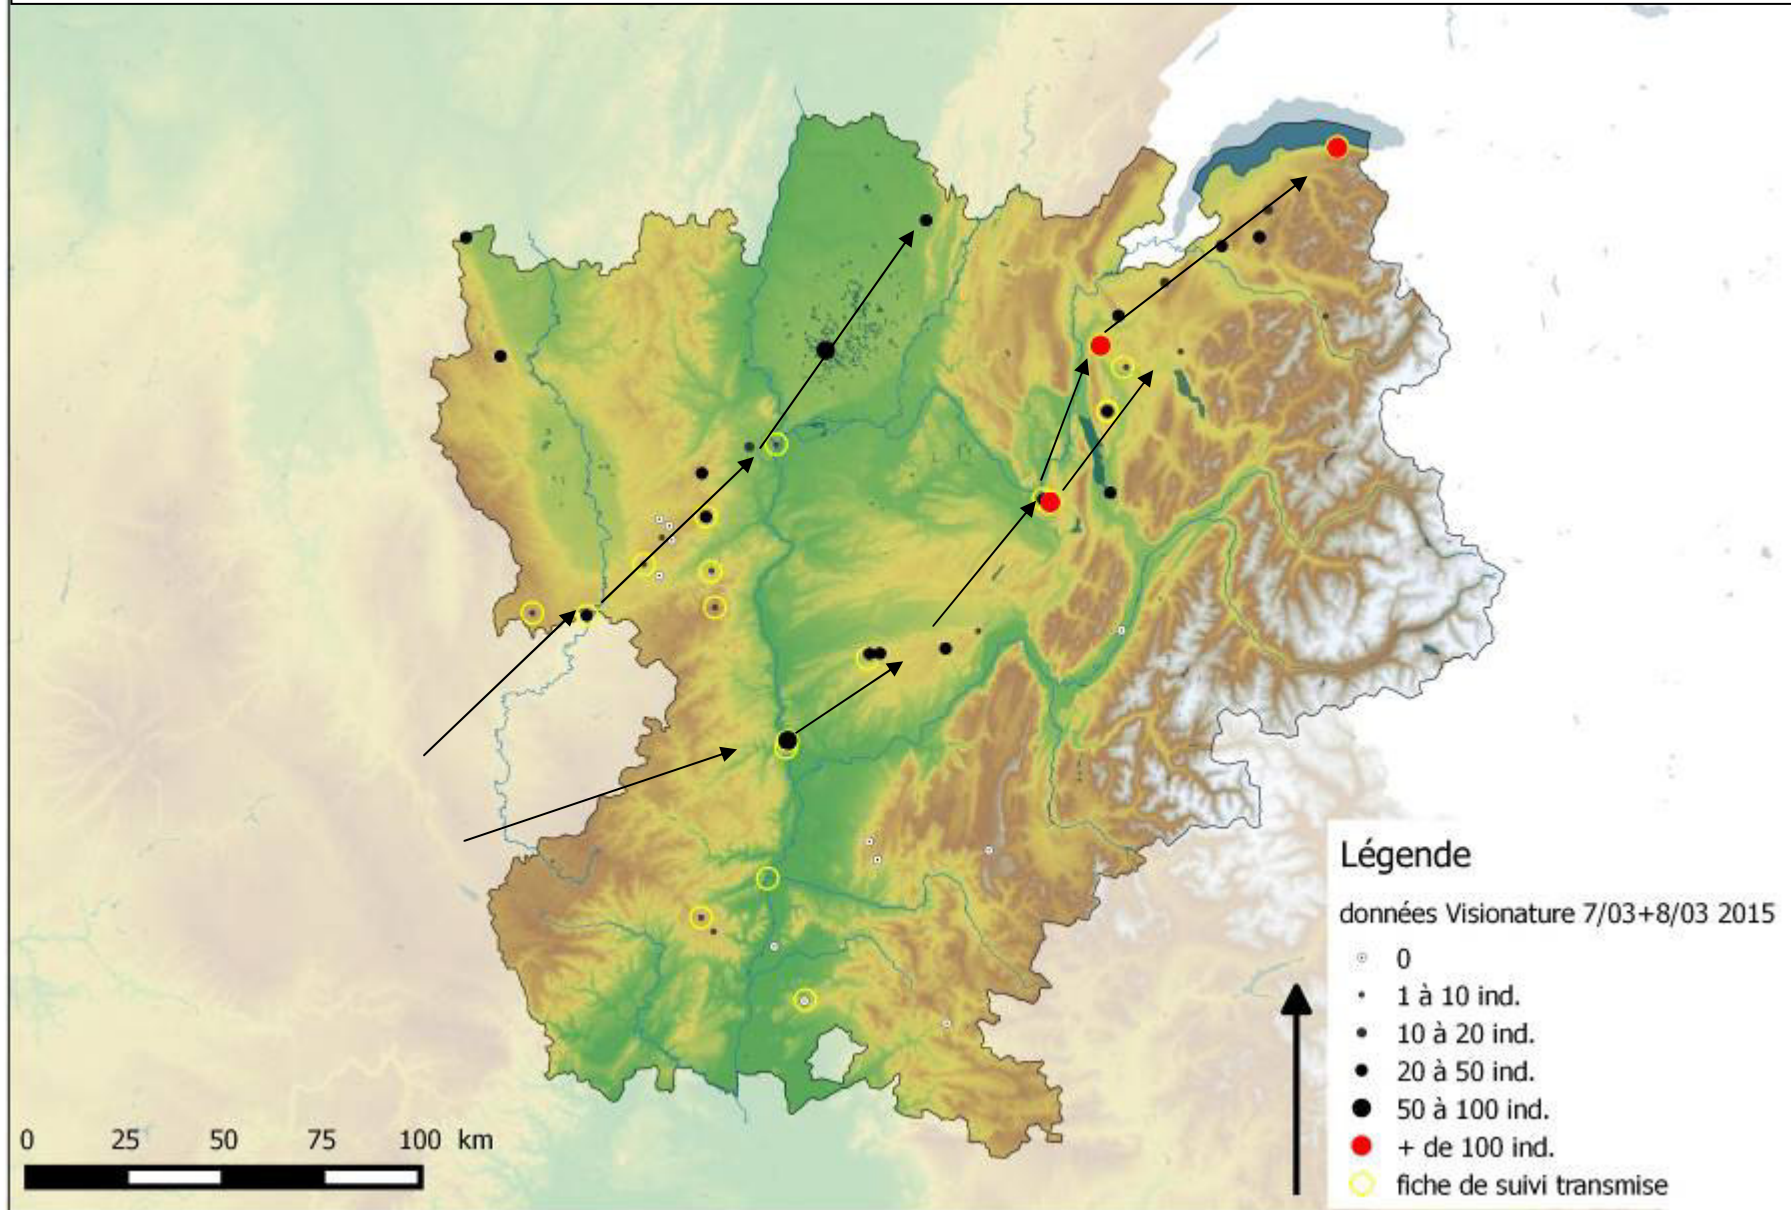 Légende
données Visionature 7/03+8/03 2015
0
1 à 10 ind.
10 à 20 ind.
20 à 50 ind.
50 à 100 ind.
+ de 100 ind.
fiche de suivi transmise
0 25 50 75 100 km